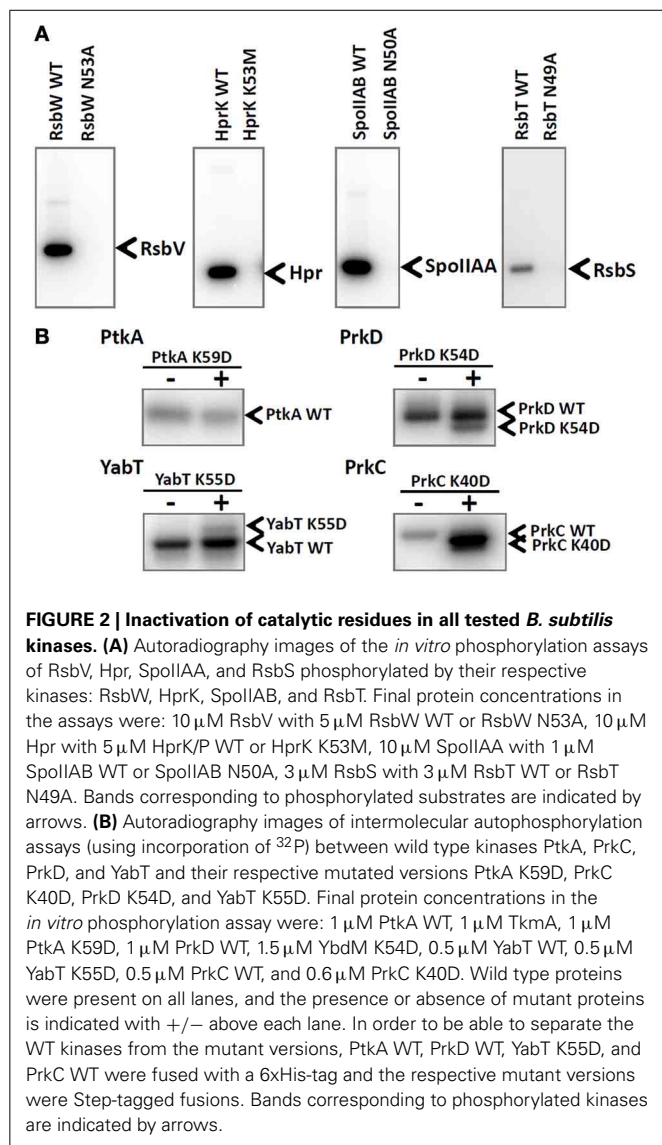 A
RsbW WT
RsbW N53A
HprK WT
HprK K53M
SpoIIAB WT
SpoIIAB N50A
RsbT WT
RsbT N49A
RsbV
Hpr
SpoIIAA
RsbS
B
PtkA
PtkA K59D
- +
PtkA WT
PrkD
PrkD K54D
- +
PrkD WT
PrkD K54D
YabT
YabT K55D
- +
YabT K55D
YabT WT
PrkC
PrkC K40D
- +
PrkC WT
PrkC K40D
FIGURE 2 | Inactivation of catalytic residues in all tested B. subtilis
kinases. (A) Autoradiography images of the in vitro phosphorylation assays
of RsbV, Hpr, SpoIIAA, and RsbS phosphorylated by their respective
kinases: RsbW, HprK, SpoIIAB, and RsbT. Final protein concentrations in
the assays were: 10 μM RsbV with 5 μM RsbW WT or RsbW N53A, 10 μM
Hpr with 5 μM HprK/P WT or HprK K53M, 10 μM SpoIIAA with 1 μM
SpoIIAB WT or SpoIIAB N50A, 3 μM RsbS with 3 μM RsbT WT or RsbT
N49A. Bands corresponding to phosphorylated substrates are indicated by
arrows. (B) Autoradiography images of intermolecular autophosphorylation
assays (using incorporation of ³²P) between wild type kinases PtkA, PrkC,
PrkD, and YabT and their respective mutated versions PtkA K59D, PrkC
K40D, PrkD K54D, and YabT K55D. Final protein concentrations in the
in vitro phosphorylation assay were: 1 μM PtkA WT, 1 μM TkmA, 1 μM
PtkA K59D, 1 μM PrkD WT, 1.5 μM YbdM K54D, 0.5 μM YabT WT, 0.5 μM
YabT K55D, 0.5 μM PrkC WT, and 0.6 μM PrkC K40D. Wild type proteins
were present on all lanes, and the presence or absence of mutant proteins
is indicated with +/− above each lane. In order to be able to separate the
WT kinases from the mutant versions, PtkA WT, PrkD WT, YabT K55D, and
PrkC WT were fused with a 6xHis-tag and the respective mutant versions
were Step-tagged fusions. Bands corresponding to phosphorylated kinases
are indicated by arrows.